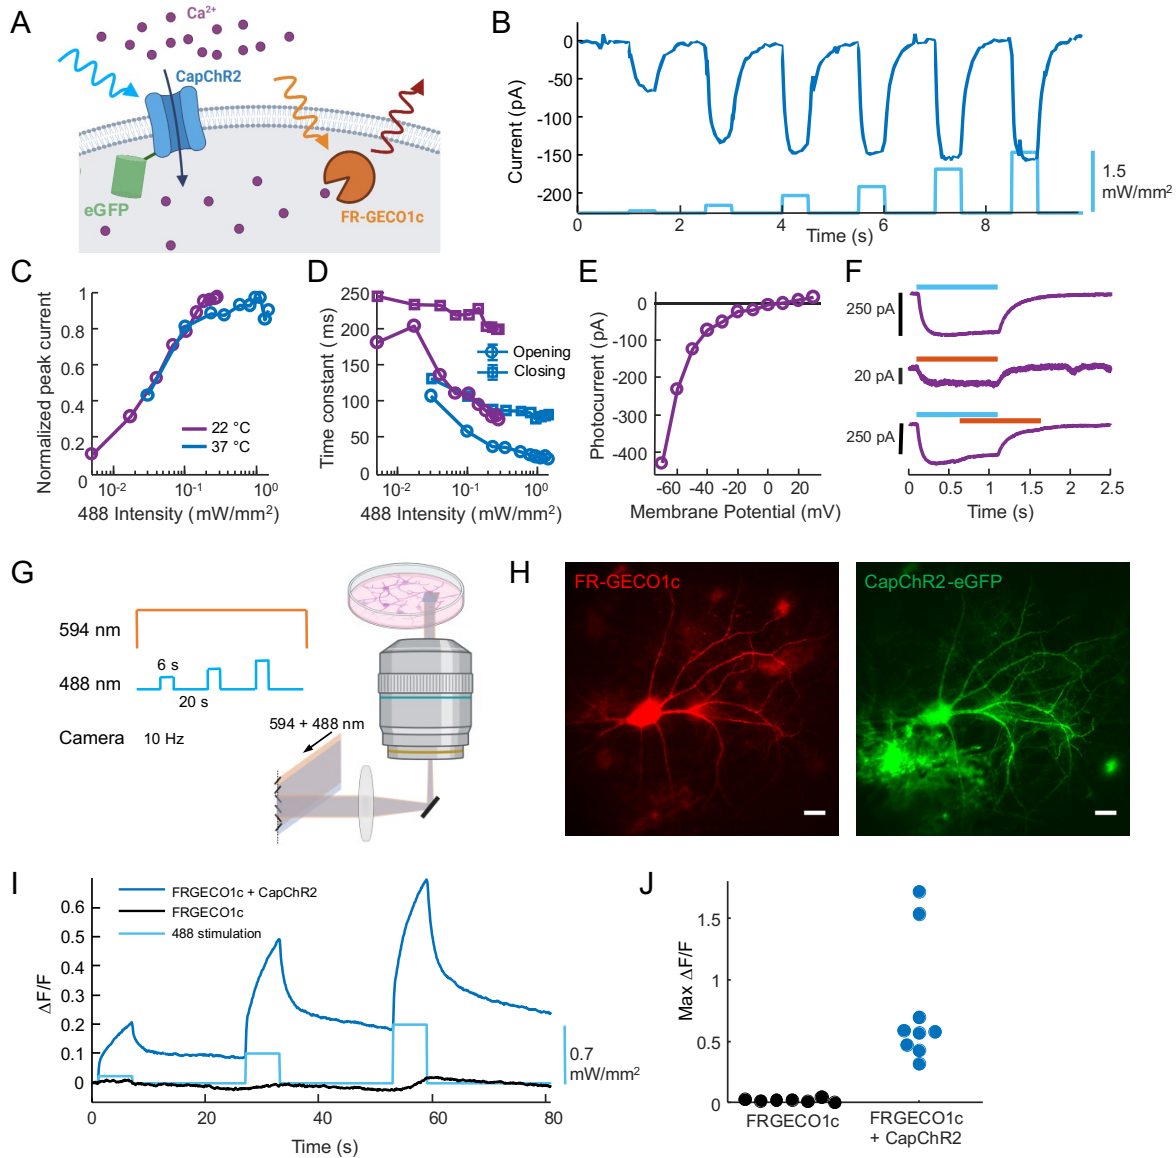 A
Ca²⁺
CapChR2
eGFP
FR-GECO1c
B
Current (pA)
0
-50
-100
-150
-200
0
2
4
6
8
Time (s)
1.5
mW/mm²
C
Normalized peak current
1
0.8
0.6
0.4
0.2
0
22 °C
37 °C
10⁻²
10⁻¹
10⁰
488 Intensity (mW/mm²)
D
Time constant (ms)
250
200
150
100
50
0
Opening
Closing
10⁻²
10⁻¹
10⁰
488 Intensity (mW/mm²)
E
Photocurrent (pA)
0
-100
-200
-300
-400
-60
-40
-20
0
20
Membrane Potential (mV)
F
250 pA
20 pA
250 pA
0
0.5
1
1.5
2
2.5
Time (s)
G
594 nm
6 s
488 nm
20 s
Camera
10 Hz
594 + 488 nm
H
FR-GECO1c
CapChR2-eGFP
I
FRGECO1c + CapChR2
FRGECO1c
488 stimulation
ΔF/F
0.6
0.5
0.4
0.3
0.2
0.1
0
0
20
40
60
80
Time (s)
0.7
mW/mm²
J
Max ΔF/F
1.5
1
0.5
0
FRGECO1c
FRGECO1c
+ CapChR2